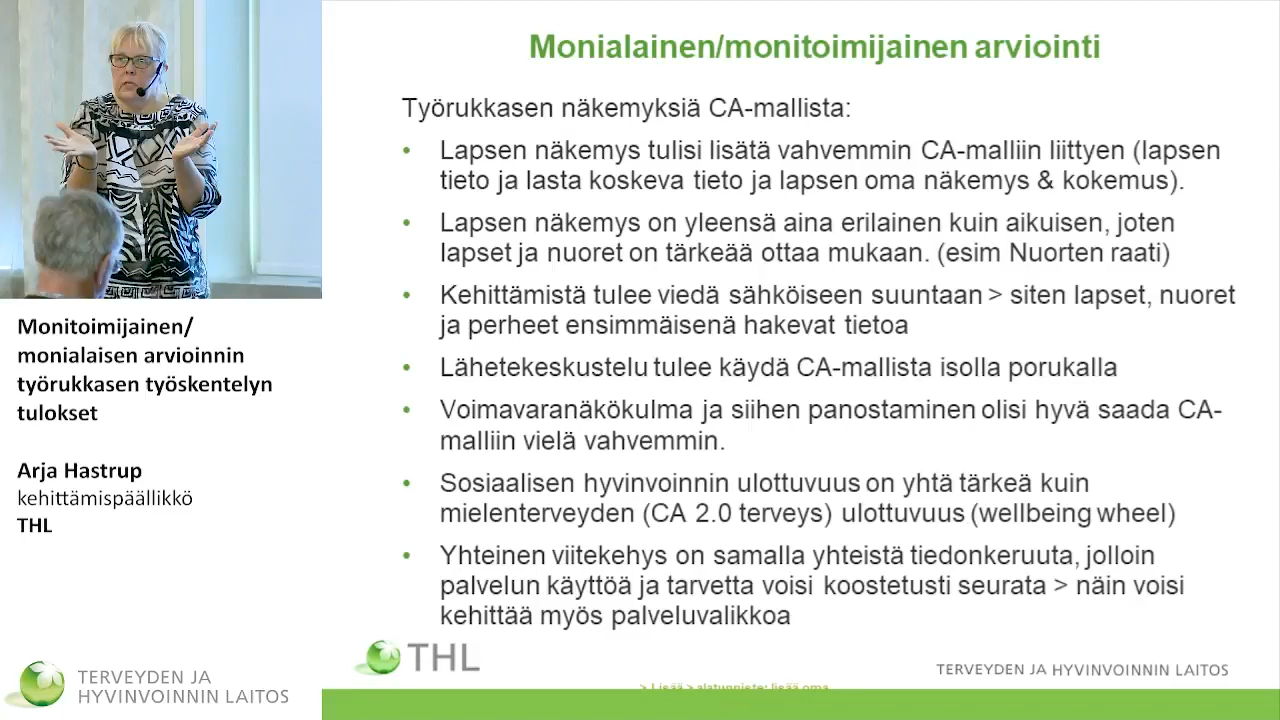 Monialainen/monitoimijainen arviointi
Työrukkasen näkemyksiä CA-mallista:
• Lapsen näkemys tulisi lisätä vahvemmin CA-malliin liittyen (lapsen
tieto ja lasta koskeva tieto ja lapsen oma näkemys & kokemus).
• Lapsen näkemys on yleensä aina erilainen kuin aikuisen, joten
lapset ja nuoret on tärkeää ottaa mukaan. (esim Nuorten raati)
• Kehittämistä tulee viedä sähköiseen suuntaan > siten lapset, nuoret
ja perheet ensimmäisenä hakevat tietoa
• Lähetekeskustelu tulee käydä CA-mallista isolla porukalla
• Voimavaranäkökulma ja siihen panostaminen olisi hyvä saada CA-
malliin vielä vahvemmin.
• Sosiaalisen hyvinvoinnin ulottuvuus on yhtä tärkeä kuin
mielenterveyden (CA 2.0 terveys) ulottuvuus (wellbeing wheel)
• Yhteinen viitekehys on samalla yhteistä tiedonkeruuta, jolloin
palvelun käyttöä ja tarvetta voisi koostetusti seurata > näin voisi
kehittää myös palveluvalikkoa
THL
TERVEYDEN JA HYVINVOINNIN LAITOS
> Lisää > alatunniste: lisää oma
Monitoimijainen/
monialaisen arvioinnin
työrukkasen työskentelyn
tulokset
Arja Hastrup
kehittämispäällikkö
THL
TERVEYDEN JA
HYVINVOINNIN LAITOS